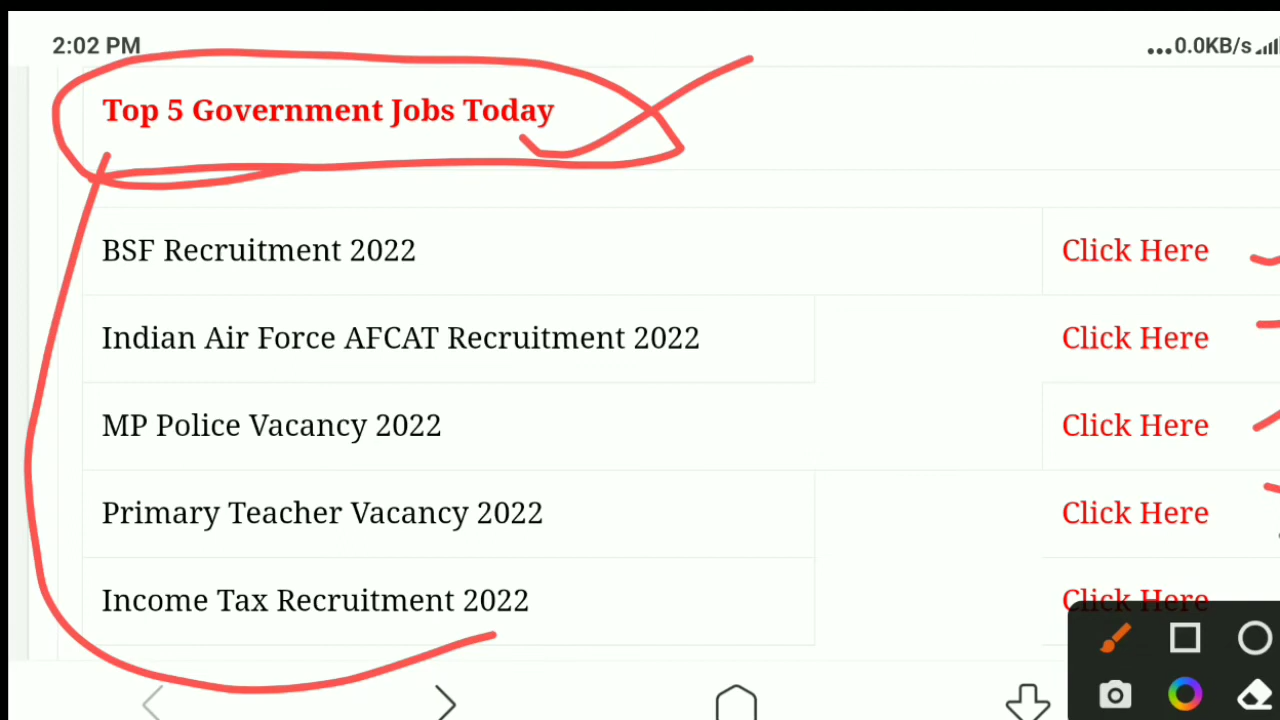 2:02 PM ...0.0KB/s
Top 5 Government Jobs Today
BSF Recruitment 2022 Click Here
Indian Air Force AFCAT Recruitment 2022 Click Here
MP Police Vacancy 2022 Click Here
Primary Teacher Vacancy 2022 Click Here
Income Tax Recruitment 2022 Click Here